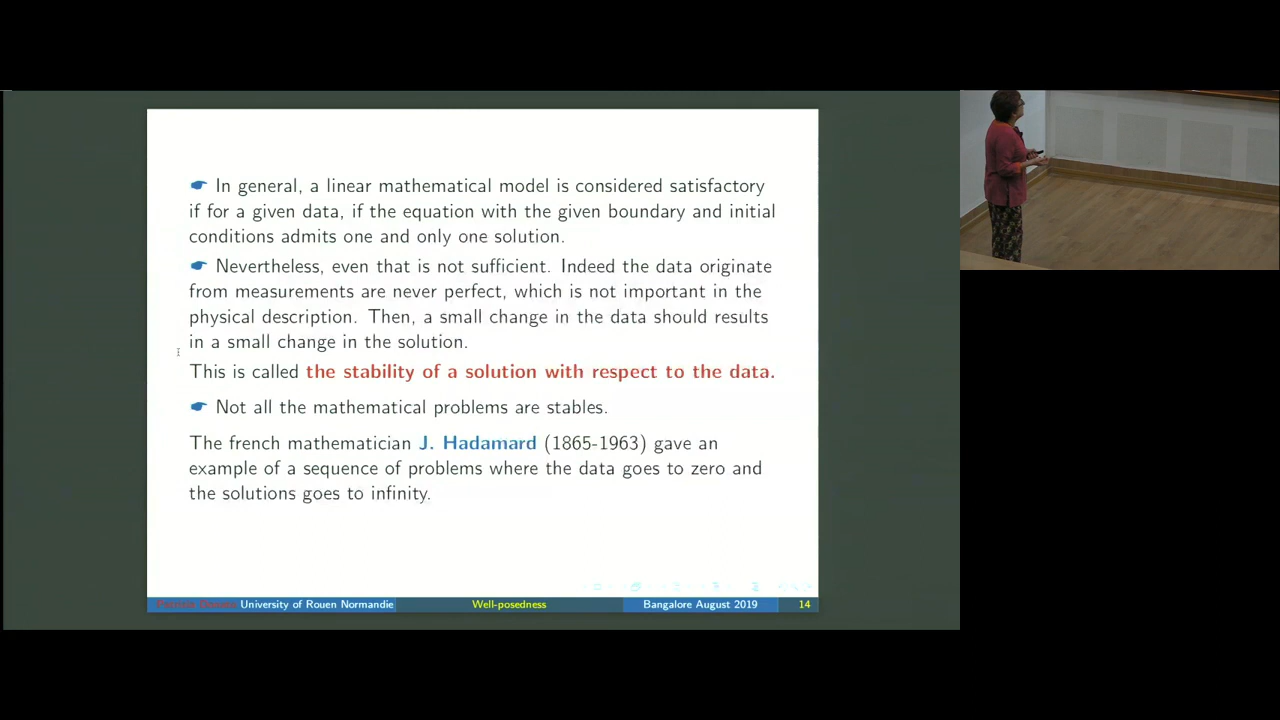 In general, a linear mathematical model is considered satisfactory
if for a given data, if the equation with the given boundary and initial
conditions admits one and only one solution.
Nevertheless, even that is not sufficient. Indeed the data originate
from measurements are never perfect, which is not important in the
physical description. Then, a small change in the data should results
in a small change in the solution.
This is called the stability of a solution with respect to the data.
Not all the mathematical problems are stables.
The french mathematician J. Hadamard (1865-1963) gave an
example of a sequence of problems where the data goes to zero and
the solutions goes to infinity.
University of Rouen Normandie Well-posedness Bangalore August 2019 14